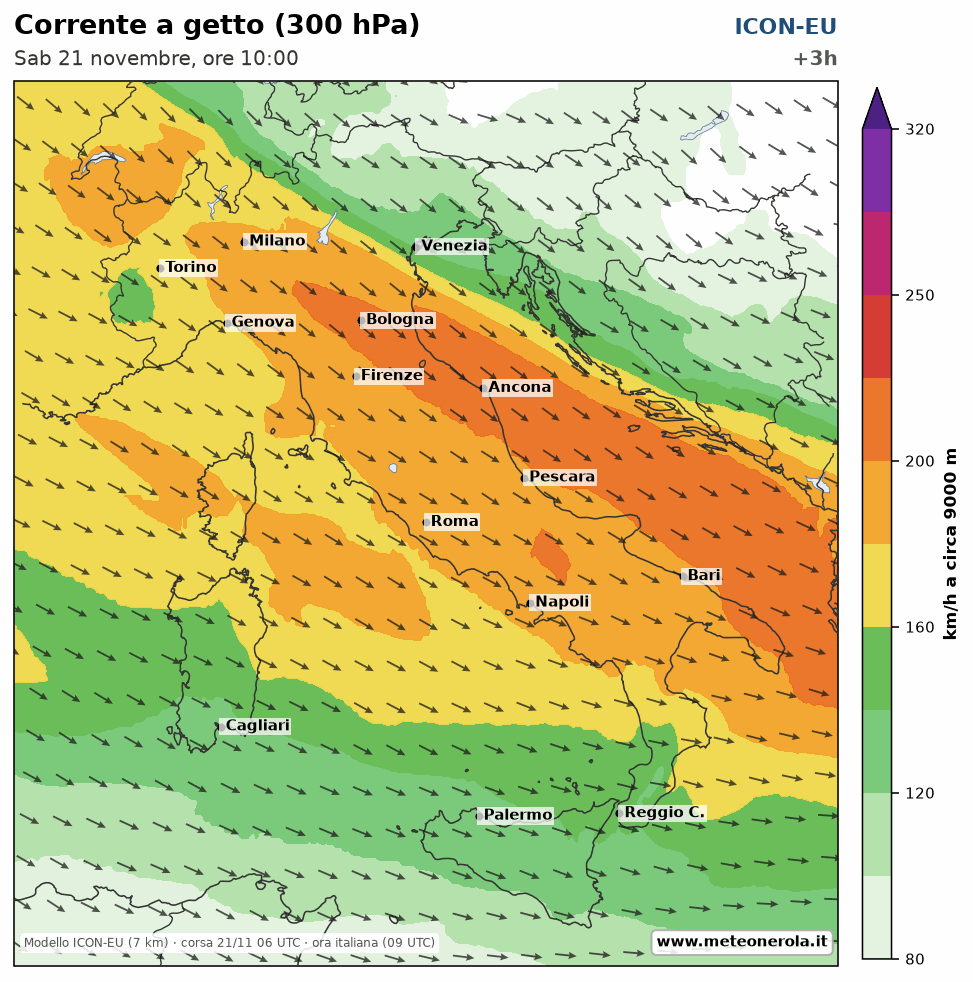 Corrente a getto (300 hPa)
ICON-EU
Sab 21 novembre, ore 10:00
+3h
Milano
Venezia
Torino
Genova
Bologna
Firenze
Ancona
Pescara
Roma
Bari
Napoli
Cagliari
Palermo
Reggio C.
320
250
200
160
120
80
km/h a circa 9000 m
Modello ICON-EU (7 km) · corsa 21/11 06 UTC · ora italiana (09 UTC)
www.meteonerola.it